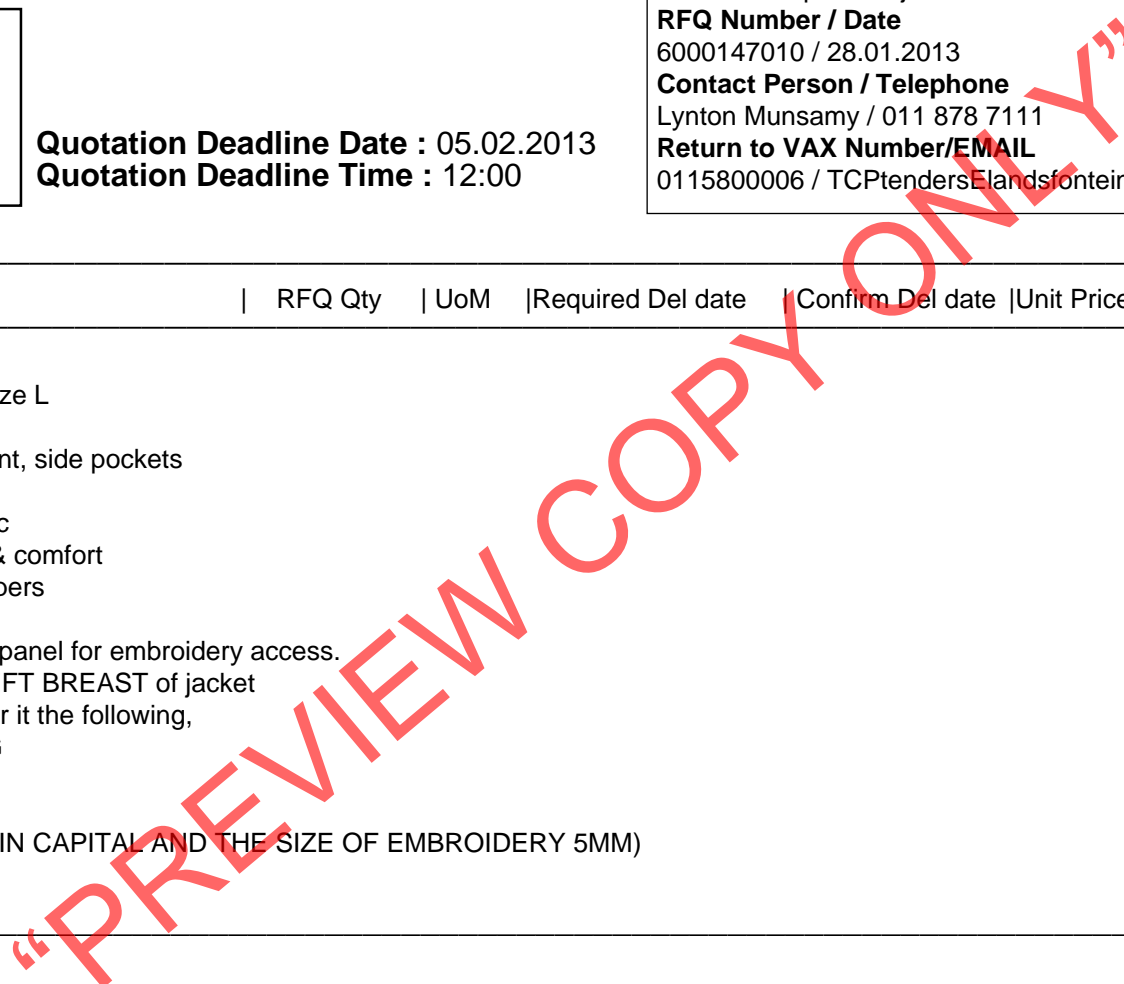 RFQ Number / Date
6000147010 / 28.01.2013
Contact Person / Telephone
Lynton Munsamy / 011 878 7111
Return to VAX Number/EMAIL
0115800006 / TCPtendersElandsfontein
Quotation Deadline Date : 05.02.2013
Quotation Deadline Time : 12:00
| RFQ Qty | UoM |Required Del date | Confirm Del date |Unit Price
ze L
nt, side pockets
c
& comfort
pers
panel for embroidery access.
FT BREAST of jacket
r it the following,
IN CAPITAL AND THE SIZE OF EMBROIDERY 5MM)
“PREVIEW COPY ONLY”